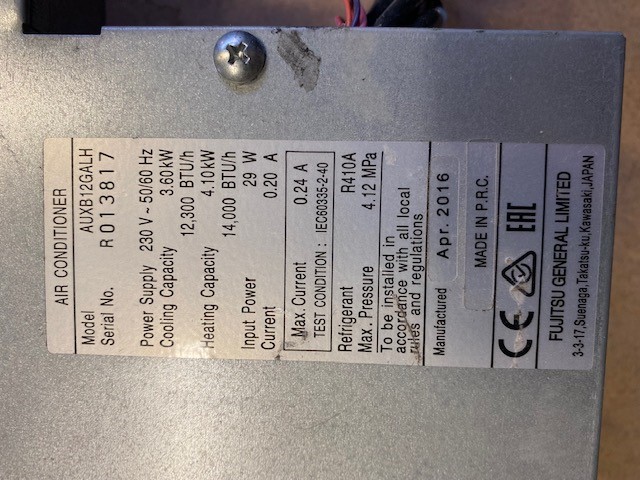 AIR CONDITIONER
Model AUXB12GALH
Serial No. R013817
Power Supply 230 V ~ 50/60 Hz
Cooling Capacity 3.60kW
12,300 BTU/h
Heating Capacity 4.10kW
14,000 BTU/h
Input Power 29 W
Current 0.20 A
Max. Current 0.24 A
TEST CONDITION : IEC60335-2-40
Refrigerant R410A
Max. Pressure 4.12 MPa
To be installed in
accordance with all local
rules and regulations
Manufactured Apr. 2016
MADE IN P.R.C.
CE EAC
FUJITSU GENERAL LIMITED
3-3-17,Suenaga,Takatsu-ku,Kawasaki,JAPAN